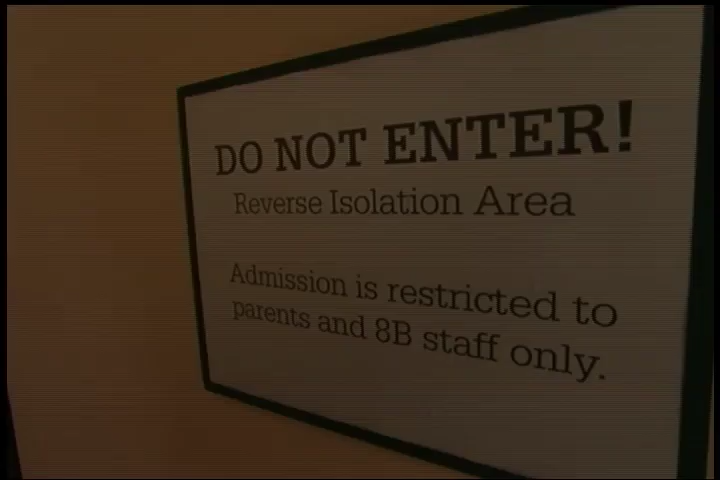 DO NOT ENTER!
Reverse Isolation Area
Admission is restricted to
parents and 8B staff only.